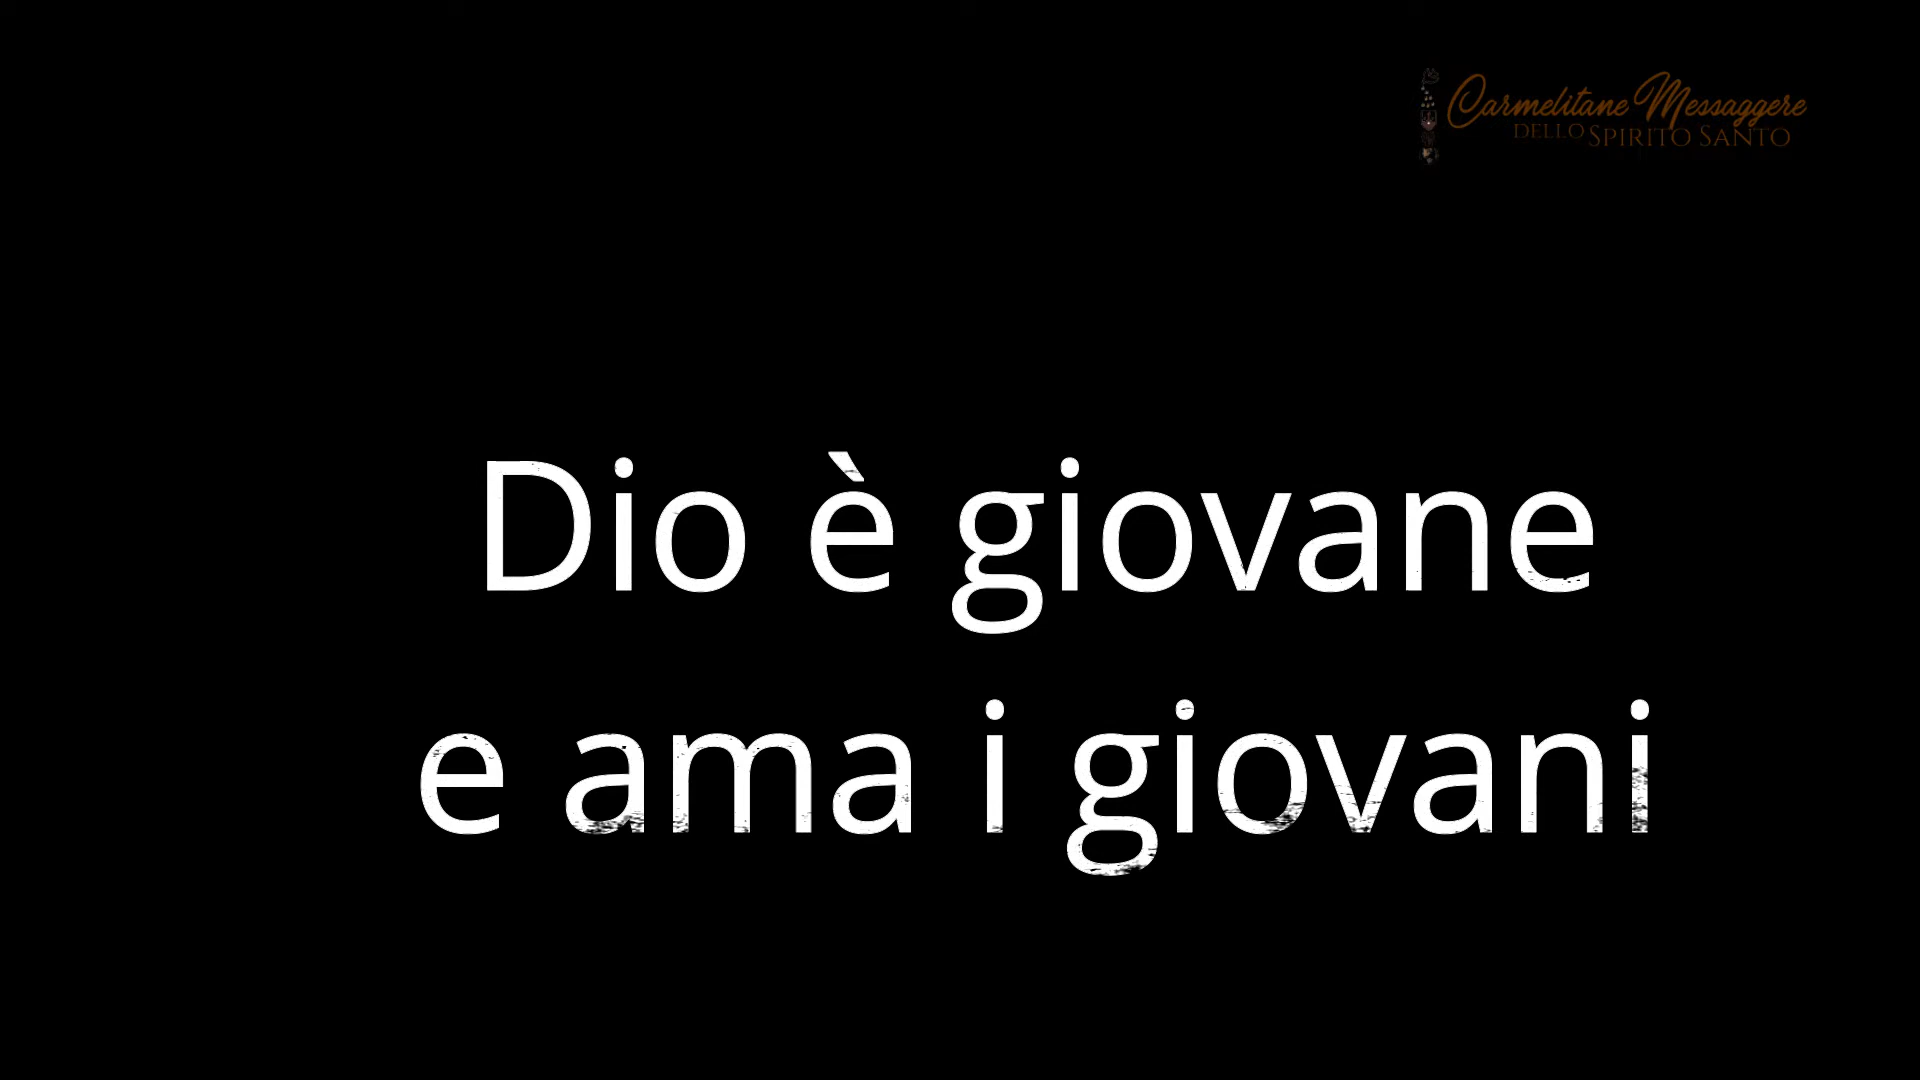 Carmelitane Messaggere
DELLO SPIRITO SANTO
Dio è giovane
e ama i giovani